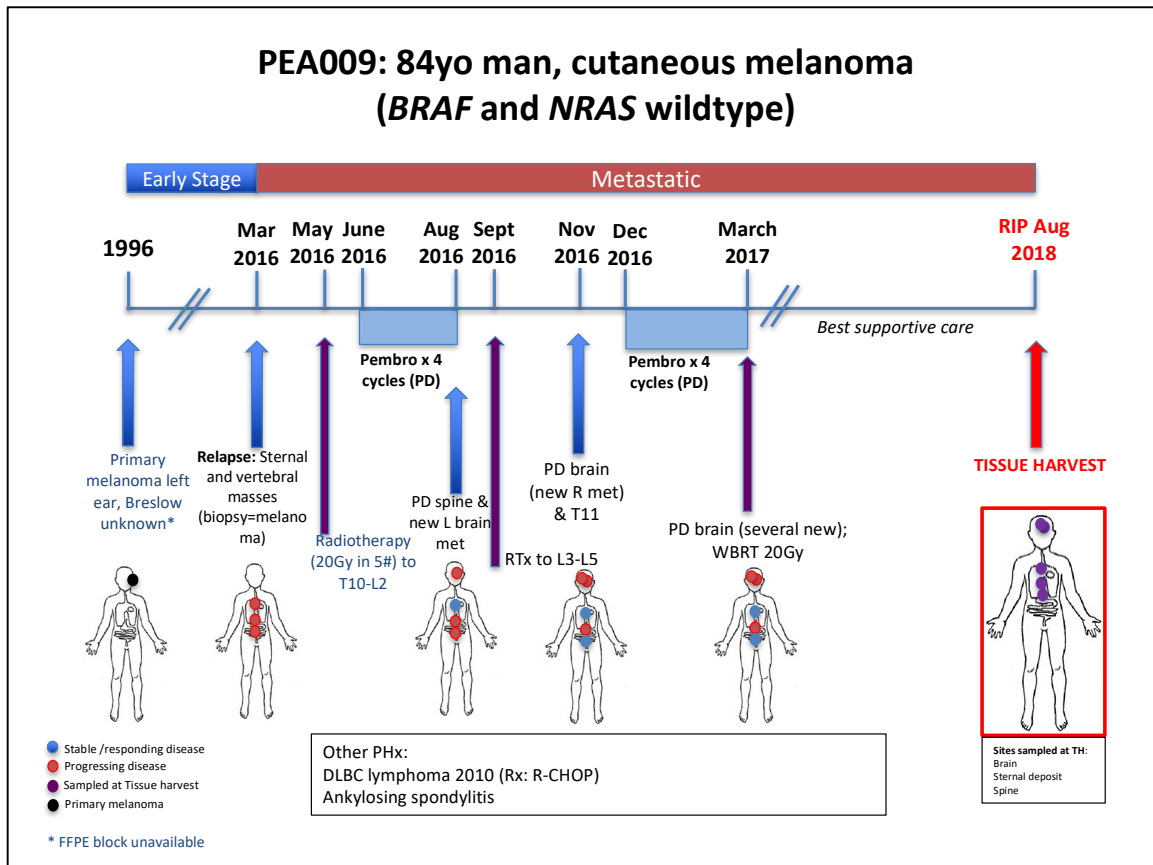 PEA009: 84yo man, cutaneous melanoma
(BRAF and NRAS wildtype)
Early Stage
Metastatic
1996
Mar
2016
May
2016
June
2016
Aug
2016
Sept
2016
Nov
2016
Dec
2016
March
2017
RIP Aug
2018
Best supportive care
Pembro x 4
cycles (PD)
Pembro x 4
cycles (PD)
Primary
melanoma left
ear, Breslow
unknown*
Relapse: Sternal
and vertebral
masses
(biopsy=melano
ma)
Radiotherapy
(20Gy in 5#) to
T10-L2
PD spine &
new L brain
met
RTx to L3-L5
PD brain
(new R met)
& T11
PD brain (several new);
WBRT 20Gy
TISSUE HARVEST
Stable /responding disease
Progressing disease
Sampled at Tissue harvest
Primary melanoma
* FFPE block unavailable
Other PHx:
DLBC lymphoma 2010 (Rx: R-CHOP)
Ankylosing spondylitis
Sites sampled at TH:
Brain
Sternal deposit
Spine